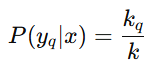 P(y_q|x) = \frac{k_q}{k}